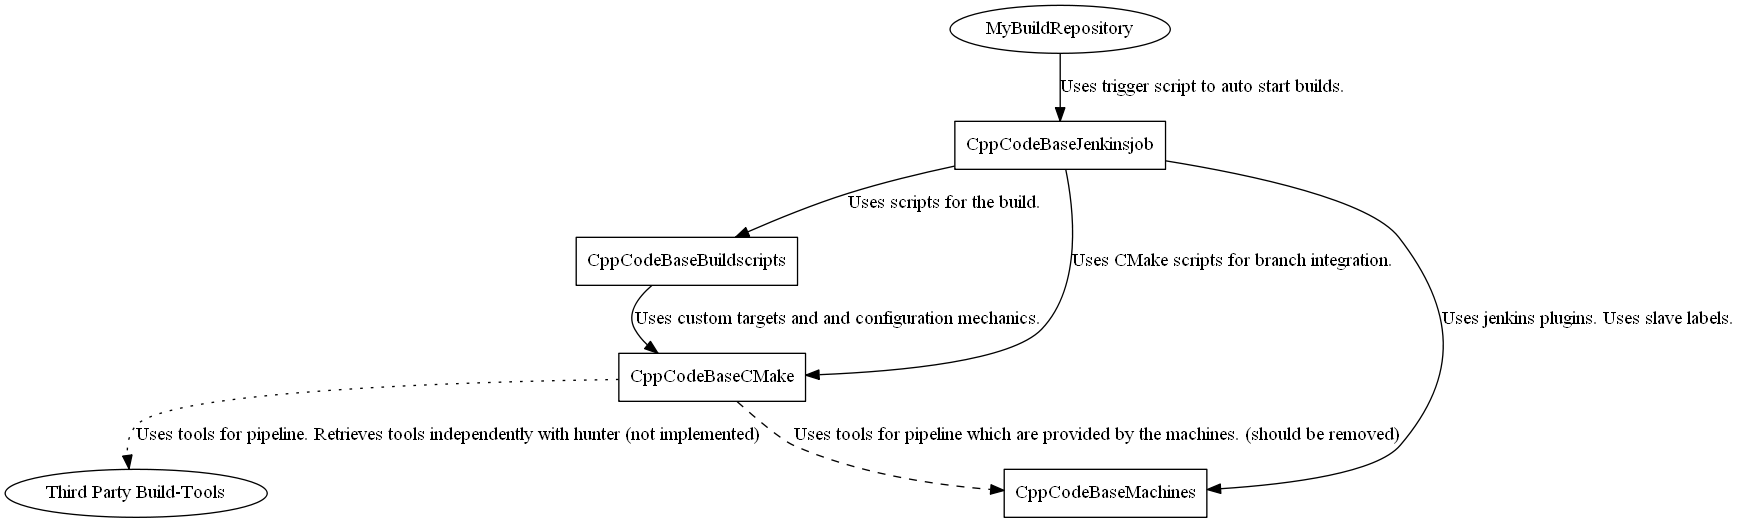 MyBuildRepository
Uses trigger script to auto start builds.
CppCodeBaseJenkinsjob
Uses scripts for the build.
CppCodeBaseBuildscripts
Uses CMake scripts for branch integration.
Uses custom targets and and configuration mechanics.
Uses jenkins plugins. Uses slave labels.
CppCodeBaseCMake
Uses tools for pipeline. Retrieves tools independently with hunter (not implemented)
Uses tools for pipeline which are provided by the machines. (should be removed)
Third Party Build-Tools
CppCodeBaseMachines